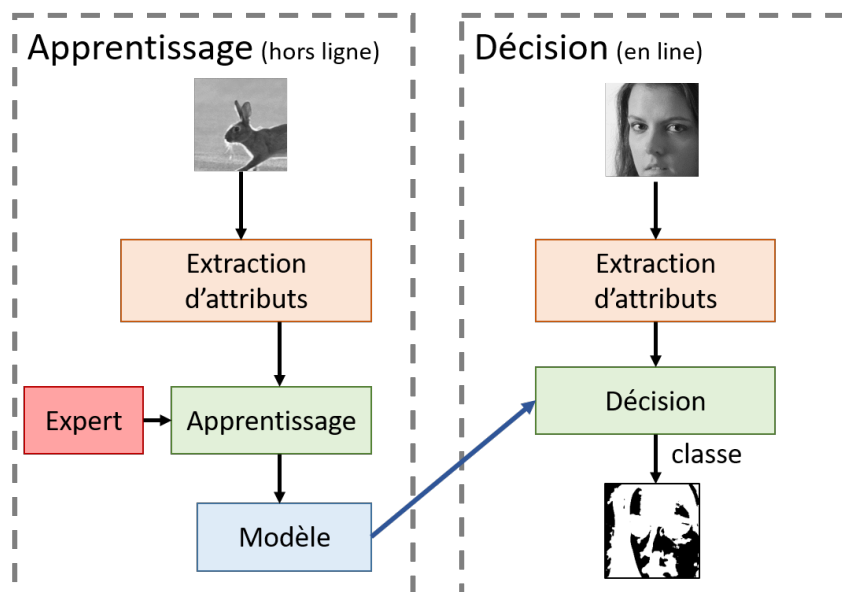 Apprentissage (hors ligne)
Extraction
d'attributs
Expert
Apprentissage
Modèle
Décision (en line)
Extraction
d'attributs
Décision
classe